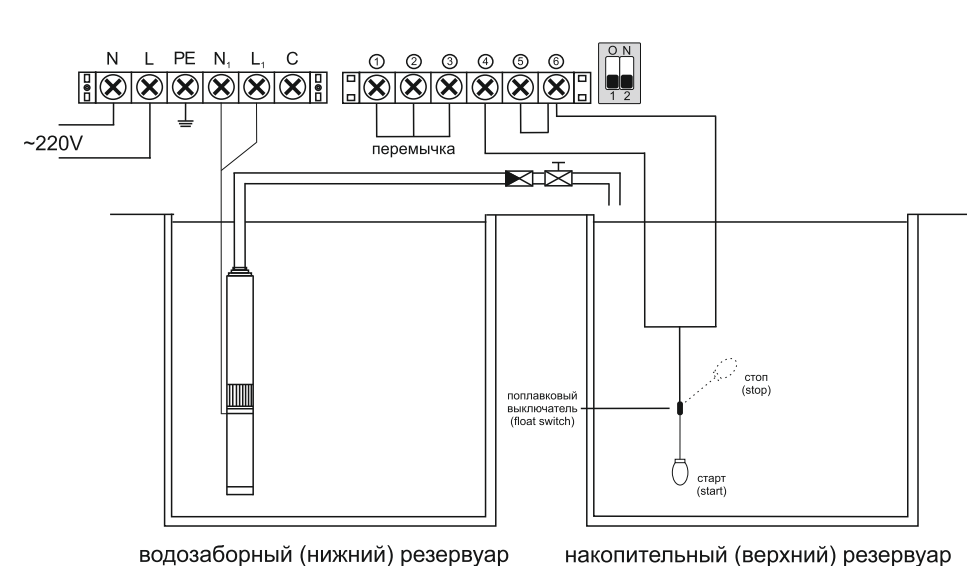 N L PE N₁ L₁ C
① ② ③ ④ ⑤ ⑥
ON
1 2
~220V
перемычка
стоп
(stop)
поплавковый
выключатель
(float switch)
старт
(start)
водозаборный (нижний) резервуар
накопительный (верхний) резервуар